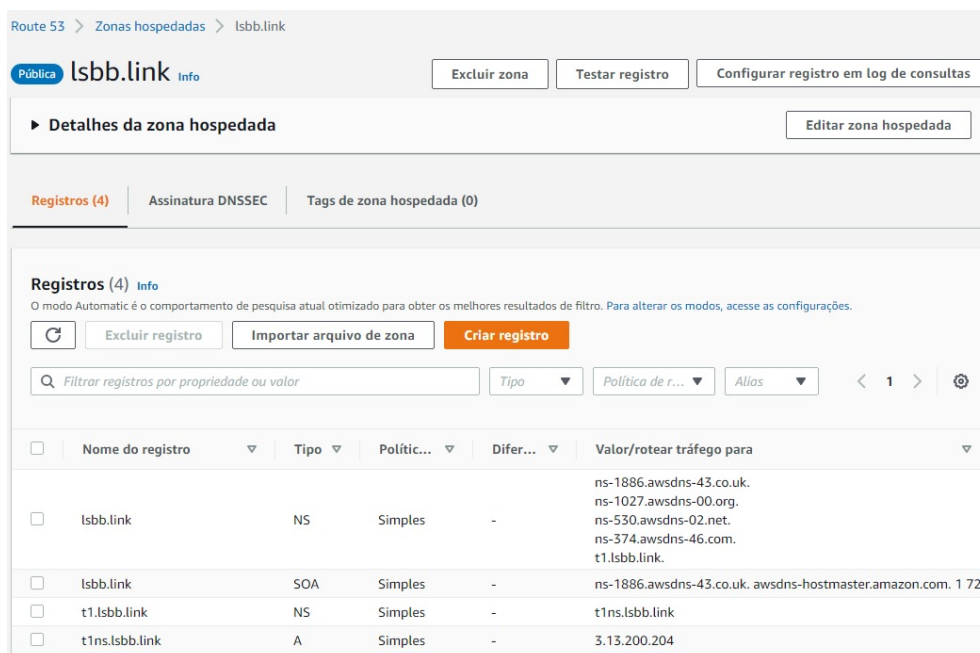 Route 53 > Zonas hospedadas > lsbb.link
Pública lsbb.link Info
Excluir zona Testar registro Configurar registro em log de consultas
Detalhes da zona hospedada Editar zona hospedada
Registros (4) Assinatura DNSSEC Tags de zona hospedada (0)
Registros (4) Info
O modo Automatic é o comportamento de pesquisa atual otimizado para obter os melhores resultados de filtro. Para alterar os modos, acesse as configurações.
Excluir registro Importar arquivo de zona Criar registro
Filtrar registros por propriedade ou valor Tipo Política de r... Alias 1
Nome do registro Tipo Polític... Difer... Valor/rotear tráfego para
ns-1886.awsdns-43.co.uk.
ns-1027.awsdns-00.org.
lsbb.link NS Simples - ns-530.awsdns-02.net.
ns-374.awsdns-46.com.
t1.lsbb.link.
lsbb.link SOA Simples - ns-1886.awsdns-43.co.uk. awsdns-hostmaster.amazon.com. 1 72
t1.lsbb.link NS Simples - t1ns.lsbb.link
t1ns.lsbb.link A Simples - 3.13.200.204